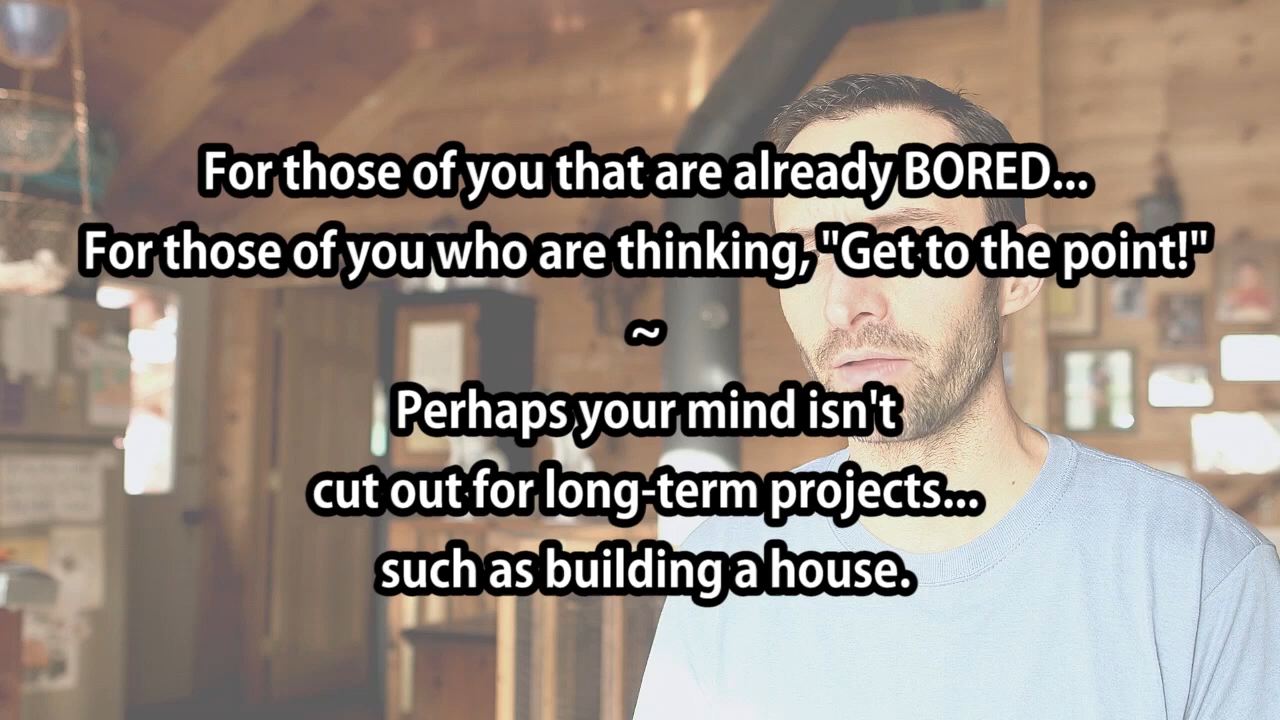 For those of you that are already BORED...
For those of you who are thinking, "Get to the point!"
~
Perhaps your mind isn't
cut out for long-term projects...
such as building a house.